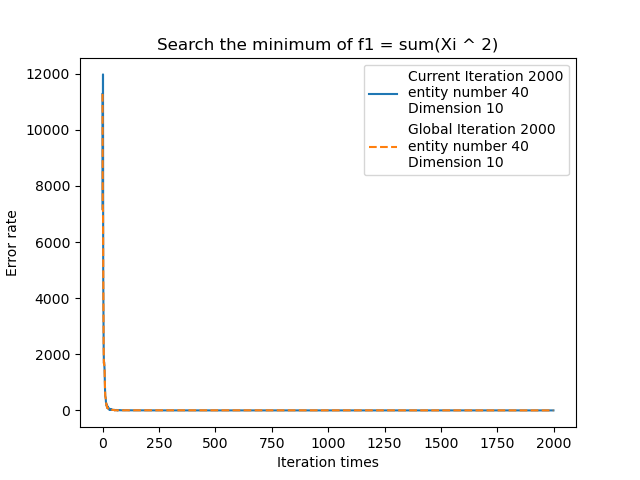 Search the minimum of f1 = sum(Xi ^ 2)
Error rate
12000
10000
8000
6000
4000
2000
0
Current Iteration 2000
entity number 40
Dimension 10
Global Iteration 2000
entity number 40
Dimension 10
0 250 500 750 1000 1250 1500 1750 2000
Iteration times